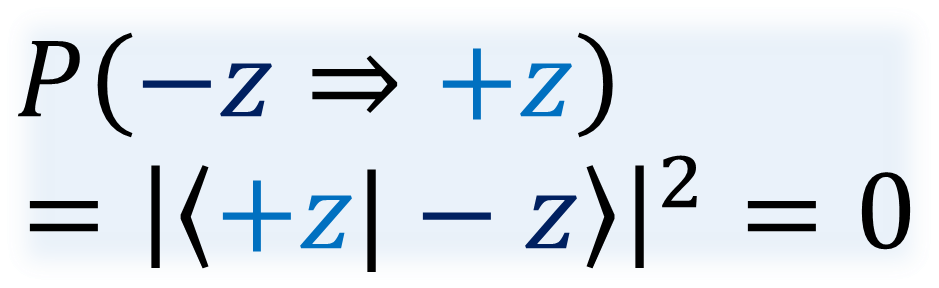 P(−z ⇒ +z)
= |⟨+z| − z⟩|² = 0